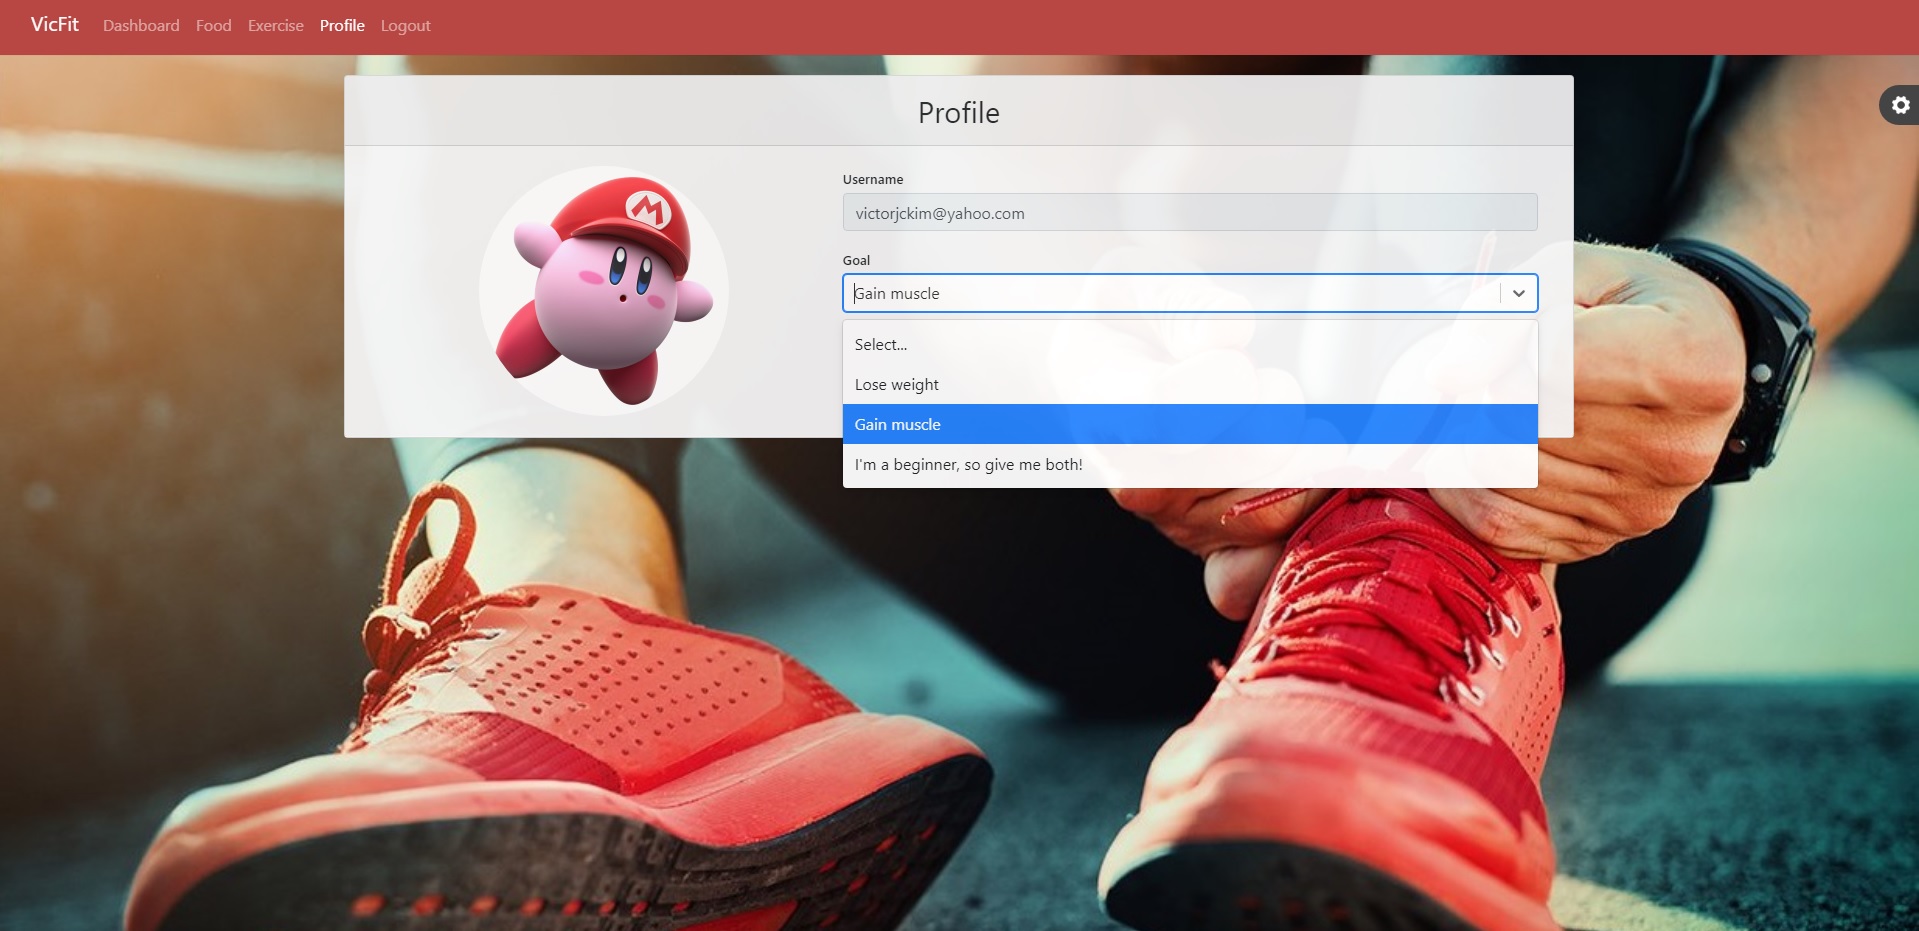 VicFit Dashboard Food Exercise Profile Logout
Profile
Username
victorjckim@yahoo.com
Goal
Gain muscle
Select...
Lose weight
Gain muscle
I'm a beginner, so give me both!
M